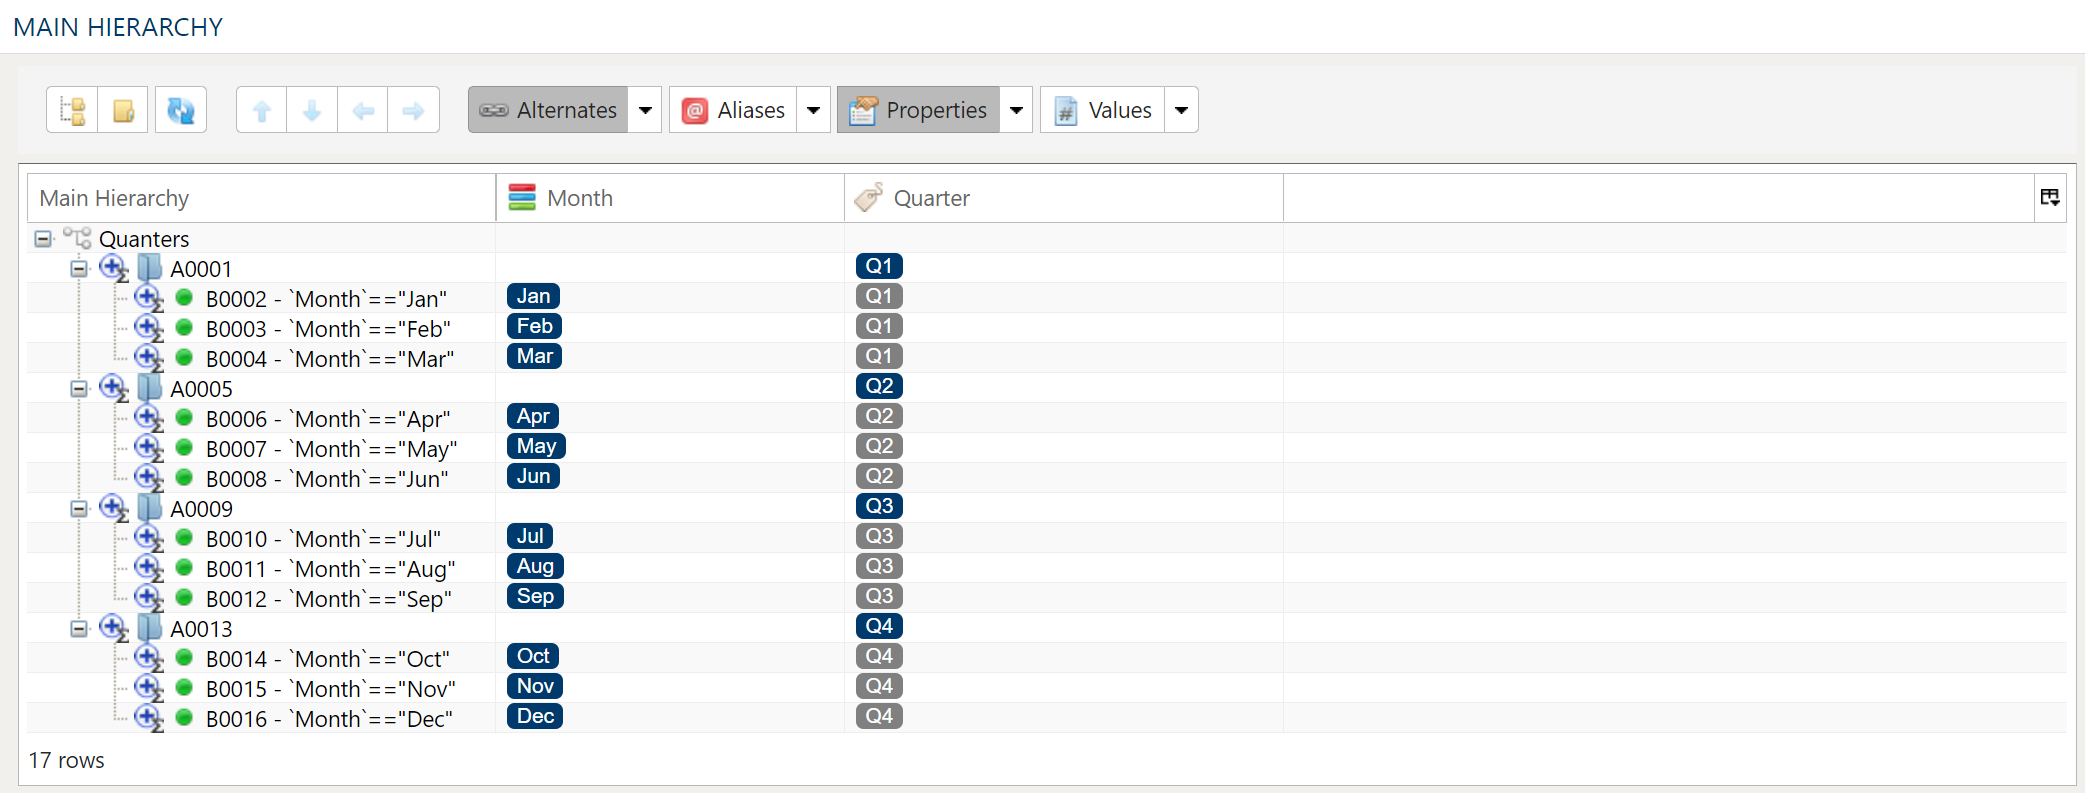 MAIN HIERARCHY
Alternates Aliases Properties Values
Main Hierarchy Month Quarter
Quanters
A0001 Q1
B0002 - `Month`=="Jan" Jan Q1
B0003 - `Month`=="Feb" Feb Q1
B0004 - `Month`=="Mar" Mar Q1
A0005 Q2
B0006 - `Month`=="Apr" Apr Q2
B0007 - `Month`=="May" May Q2
B0008 - `Month`=="Jun" Jun Q2
A0009 Q3
B0010 - `Month`=="Jul" Jul Q3
B0011 - `Month`=="Aug" Aug Q3
B0012 - `Month`=="Sep" Sep Q3
A0013 Q4
B0014 - `Month`=="Oct" Oct Q4
B0015 - `Month`=="Nov" Nov Q4
B0016 - `Month`=="Dec" Dec Q4
17 rows